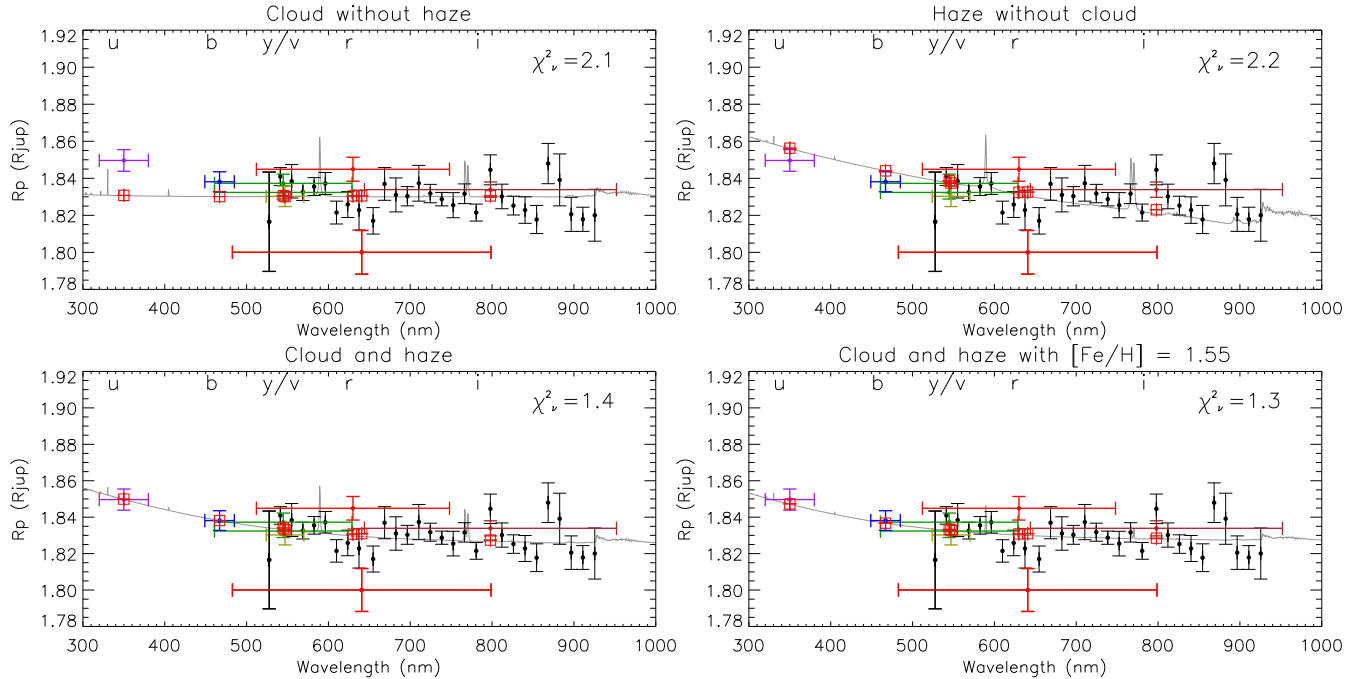 Cloud without haze
u b y/v r i
χ²ᵥ=2.1
Rp (Rjup)
1.92
1.90
1.88
1.86
1.84
1.82
1.80
1.78
300 400 500 600 700 800 900 1000
Wavelength (nm)
Haze without cloud
u b y/v r i
χ²ᵥ=2.2
Rp (Rjup)
1.92
1.90
1.88
1.86
1.84
1.82
1.80
1.78
300 400 500 600 700 800 900 1000
Wavelength (nm)
Cloud and haze
u b y/v r i
χ²ᵥ=1.4
Rp (Rjup)
1.92
1.90
1.88
1.86
1.84
1.82
1.80
1.78
300 400 500 600 700 800 900 1000
Wavelength (nm)
Cloud and haze with [Fe/H] = 1.55
u b y/v r i
χ²ᵥ=1.3
Rp (Rjup)
1.92
1.90
1.88
1.86
1.84
1.82
1.80
1.78
300 400 500 600 700 800 900 1000
Wavelength (nm)